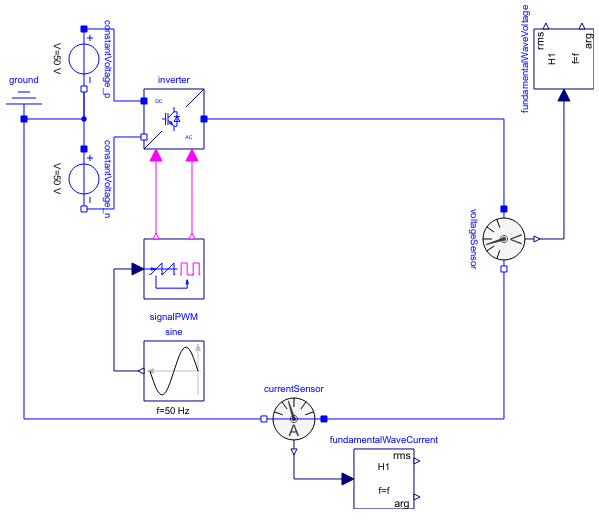 constantVoltage_p
V=50 V
+
−
ground
inverter
DC
AC
constantVoltage_n
V=50 V
+
−
signalPWM
sine
f=50 Hz
currentSensor
A
fundamentalWaveCurrent
rms
H1
f=f
arg
voltageSensor
V
fundamentalWaveVoltage
rms
H1
f=f
arg